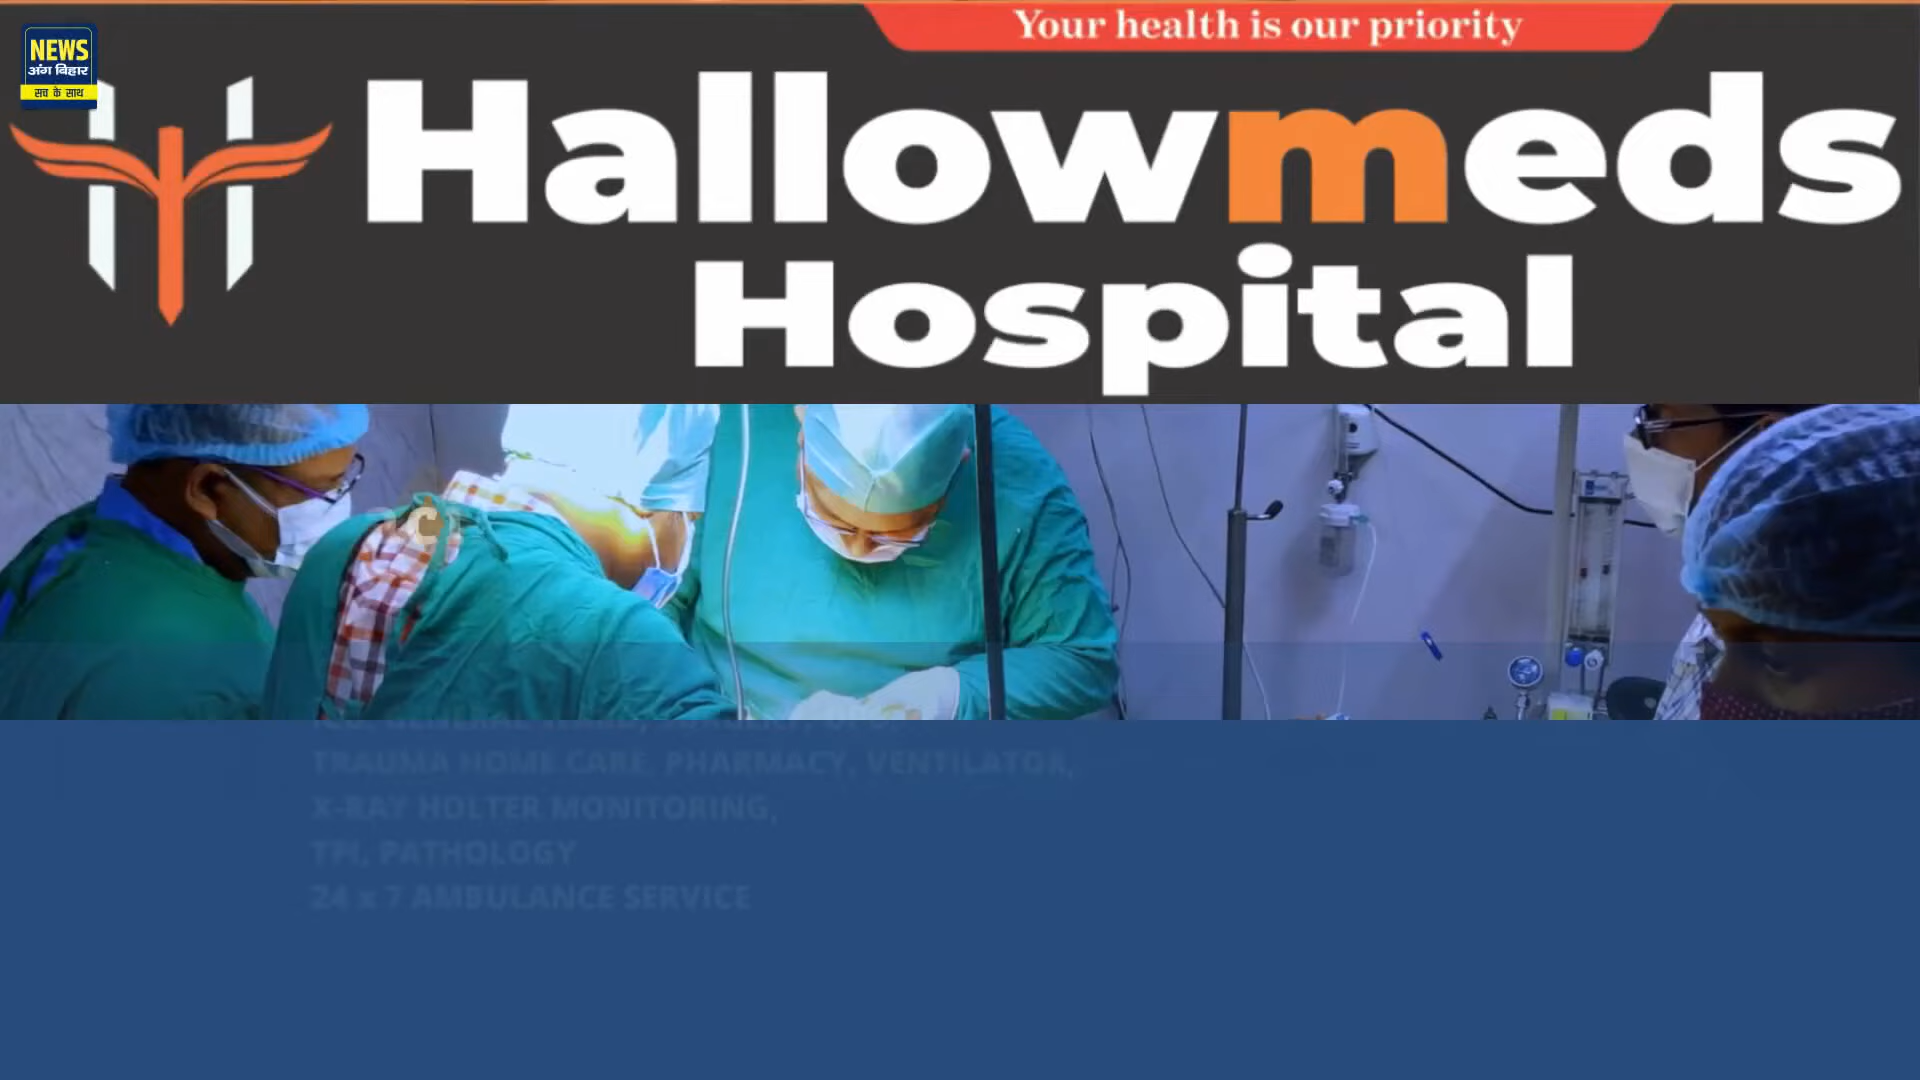 Your health is our priority
NEWS
अंग बिहार
सच के साथ
Hallowmeds
Hospital
TRAUMA HOME CARE, PHARMACY, VENTILATOR,
X-RAY HOLTER MONITORING,
TPI, PATHOLOGY
24 x 7 AMBULANCE SERVICE